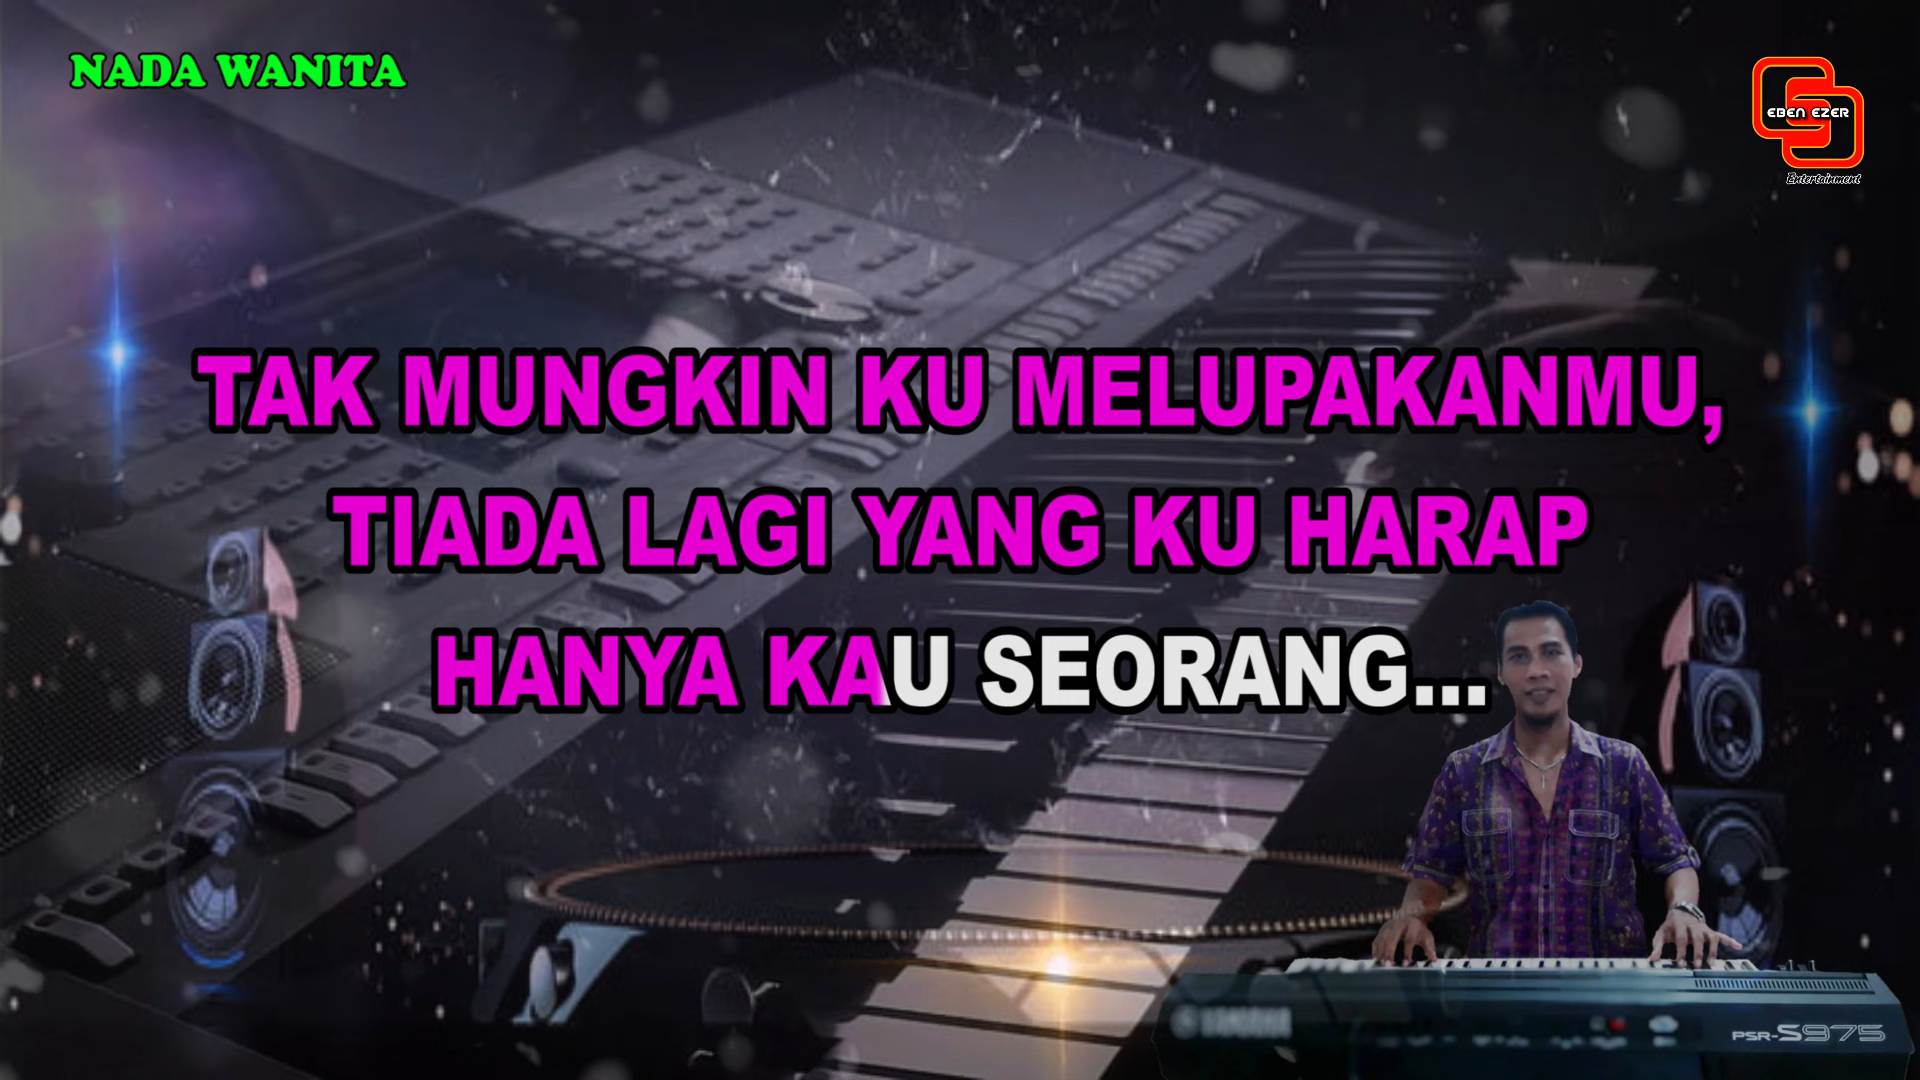 NADA WANITA
EBEN EZER
Entertainment
TAK MUNGKIN KU MELUPAKANMU,
TIADA LAGI YANG KU HARAP
HANYA KAU SEORANG...
YAMAHA
PSR-S975